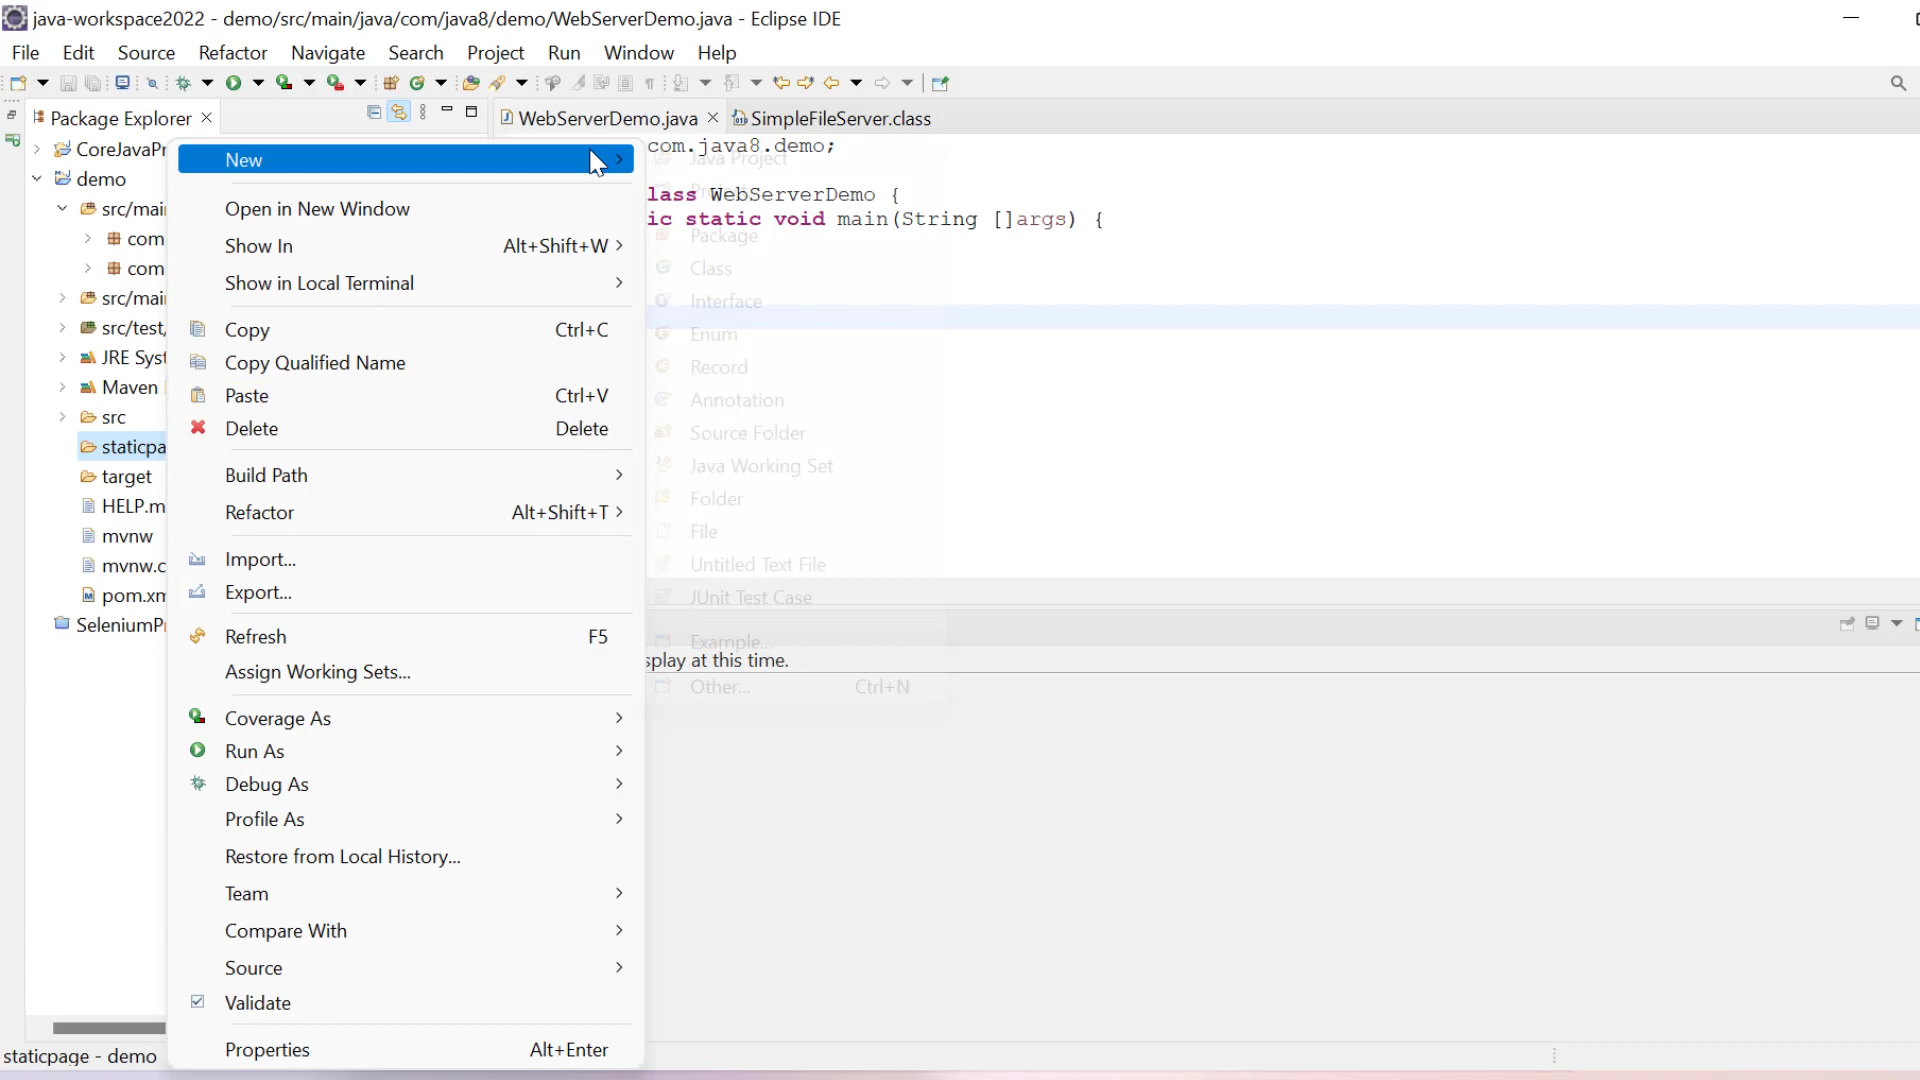 java-workspace2022 - demo/src/main/java/com/java8/demo/WebServerDemo.java - Eclipse IDE
File Edit Source Refactor Navigate Search Project Run Window Help
Package Explorer
WebServerDemo.java
SimpleFileServer.class
CoreJavaPr
demo
src/mai
com
com
src/mai
src/test,
JRE Syst
Maven
src
staticpa
target
HELP.m
mvnw
mvnw.c
pom.xm
SeleniumPr
New
Open in New Window
Show In Alt+Shift+W
Show in Local Terminal
Copy Ctrl+C
Copy Qualified Name
Paste Ctrl+V
Delete Delete
Build Path
Refactor Alt+Shift+T
Import...
Export...
Refresh F5
Assign Working Sets...
Coverage As
Run As
Debug As
Profile As
Restore from Local History...
Team
Compare With
Source
Validate
Properties Alt+Enter
com.java8.demo;
lass WebServerDemo {
ic static void main(String []args) {
Java Project
Package
Class
Interface
Enum
Record
Annotation
Source Folder
Java Working Set
Folder
File
Untitled Text File
JUnit Test Case
Example...
splay at this time.
Other... Ctrl+N
staticpage - demo